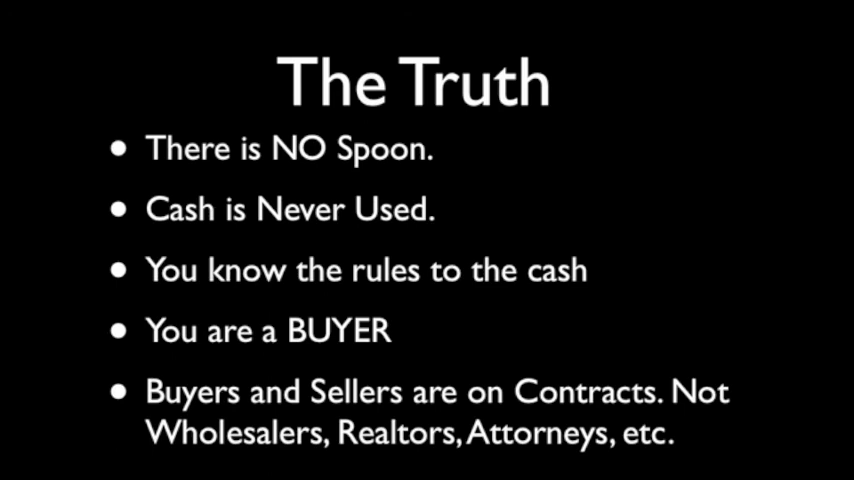 The Truth
• There is NO Spoon.
• Cash is Never Used.
• You know the rules to the cash
• You are a BUYER
• Buyers and Sellers are on Contracts. Not
Wholesalers, Realtors, Attorneys, etc.